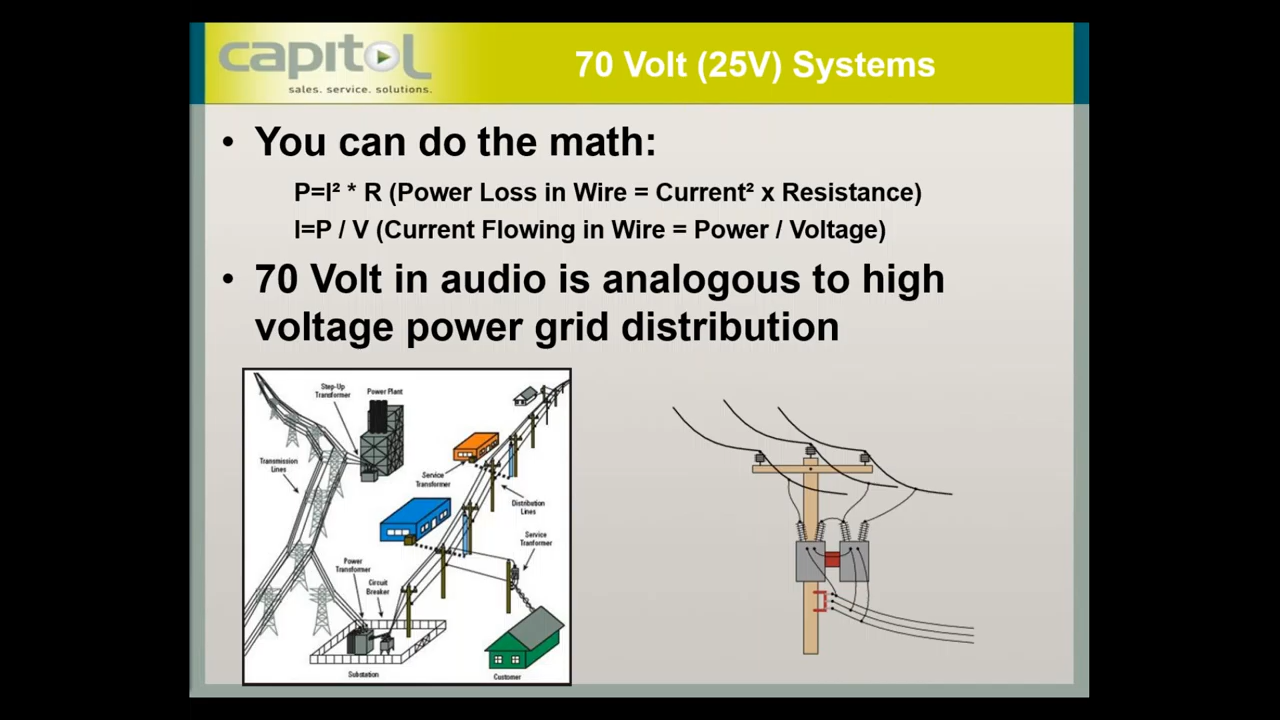 capitol
sales. service. solutions.
70 Volt (25V) Systems
• You can do the math:
P=I² * R (Power Loss in Wire = Current² x Resistance)
I=P / V (Current Flowing in Wire = Power / Voltage)
• 70 Volt in audio is analogous to high
voltage power grid distribution
Step-Up
Transformer
Power Plant
Transmission
Lines
Service
Transformer
Distribution
Lines
Service
Tranformer
Power
Transformer
Circuit
Breaker
Substation
Customer